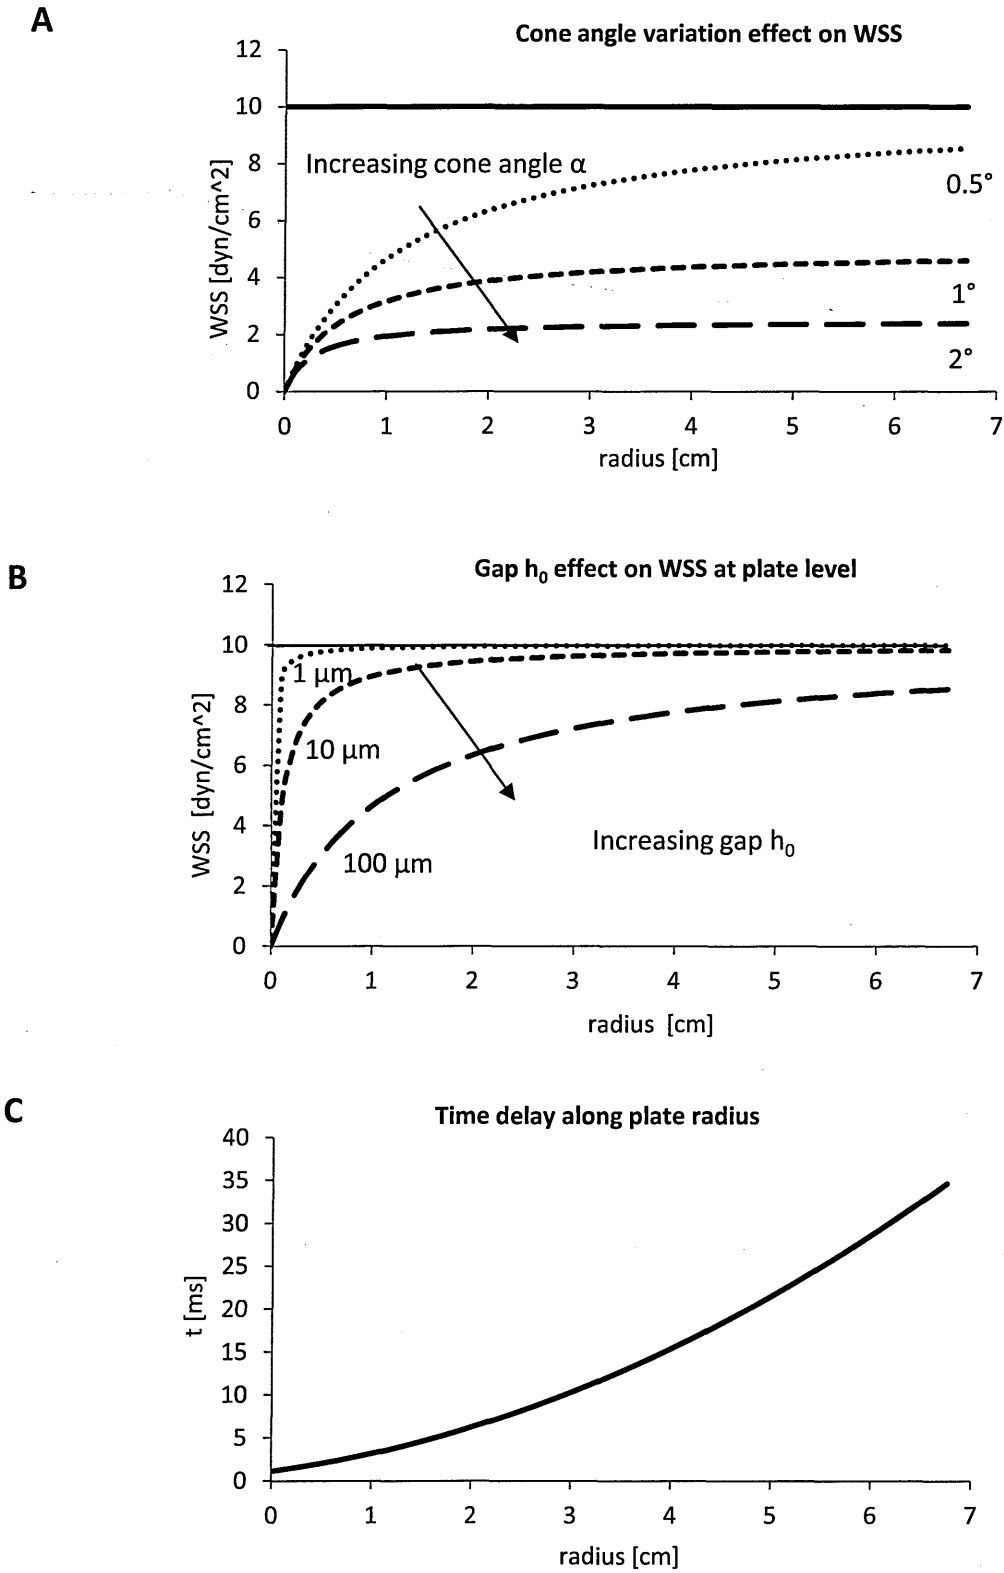 A
Cone angle variation effect on WSS
12
10
8
6
4
2
0
WSS [dyn/cm^2]
Increasing cone angle α
0.5°
1°
2°
0 1 2 3 4 5 6 7
radius [cm]
B
Gap h₀ effect on WSS at plate level
12
10
8
6
4
2
0
WSS [dyn/cm^2]
1 μm
10 μm
100 μm
Increasing gap h₀
0 1 2 3 4 5 6 7
radius [cm]
C
Time delay along plate radius
40
35
30
25
20
15
10
5
0
t [ms]
0 1 2 3 4 5 6 7
radius [cm]